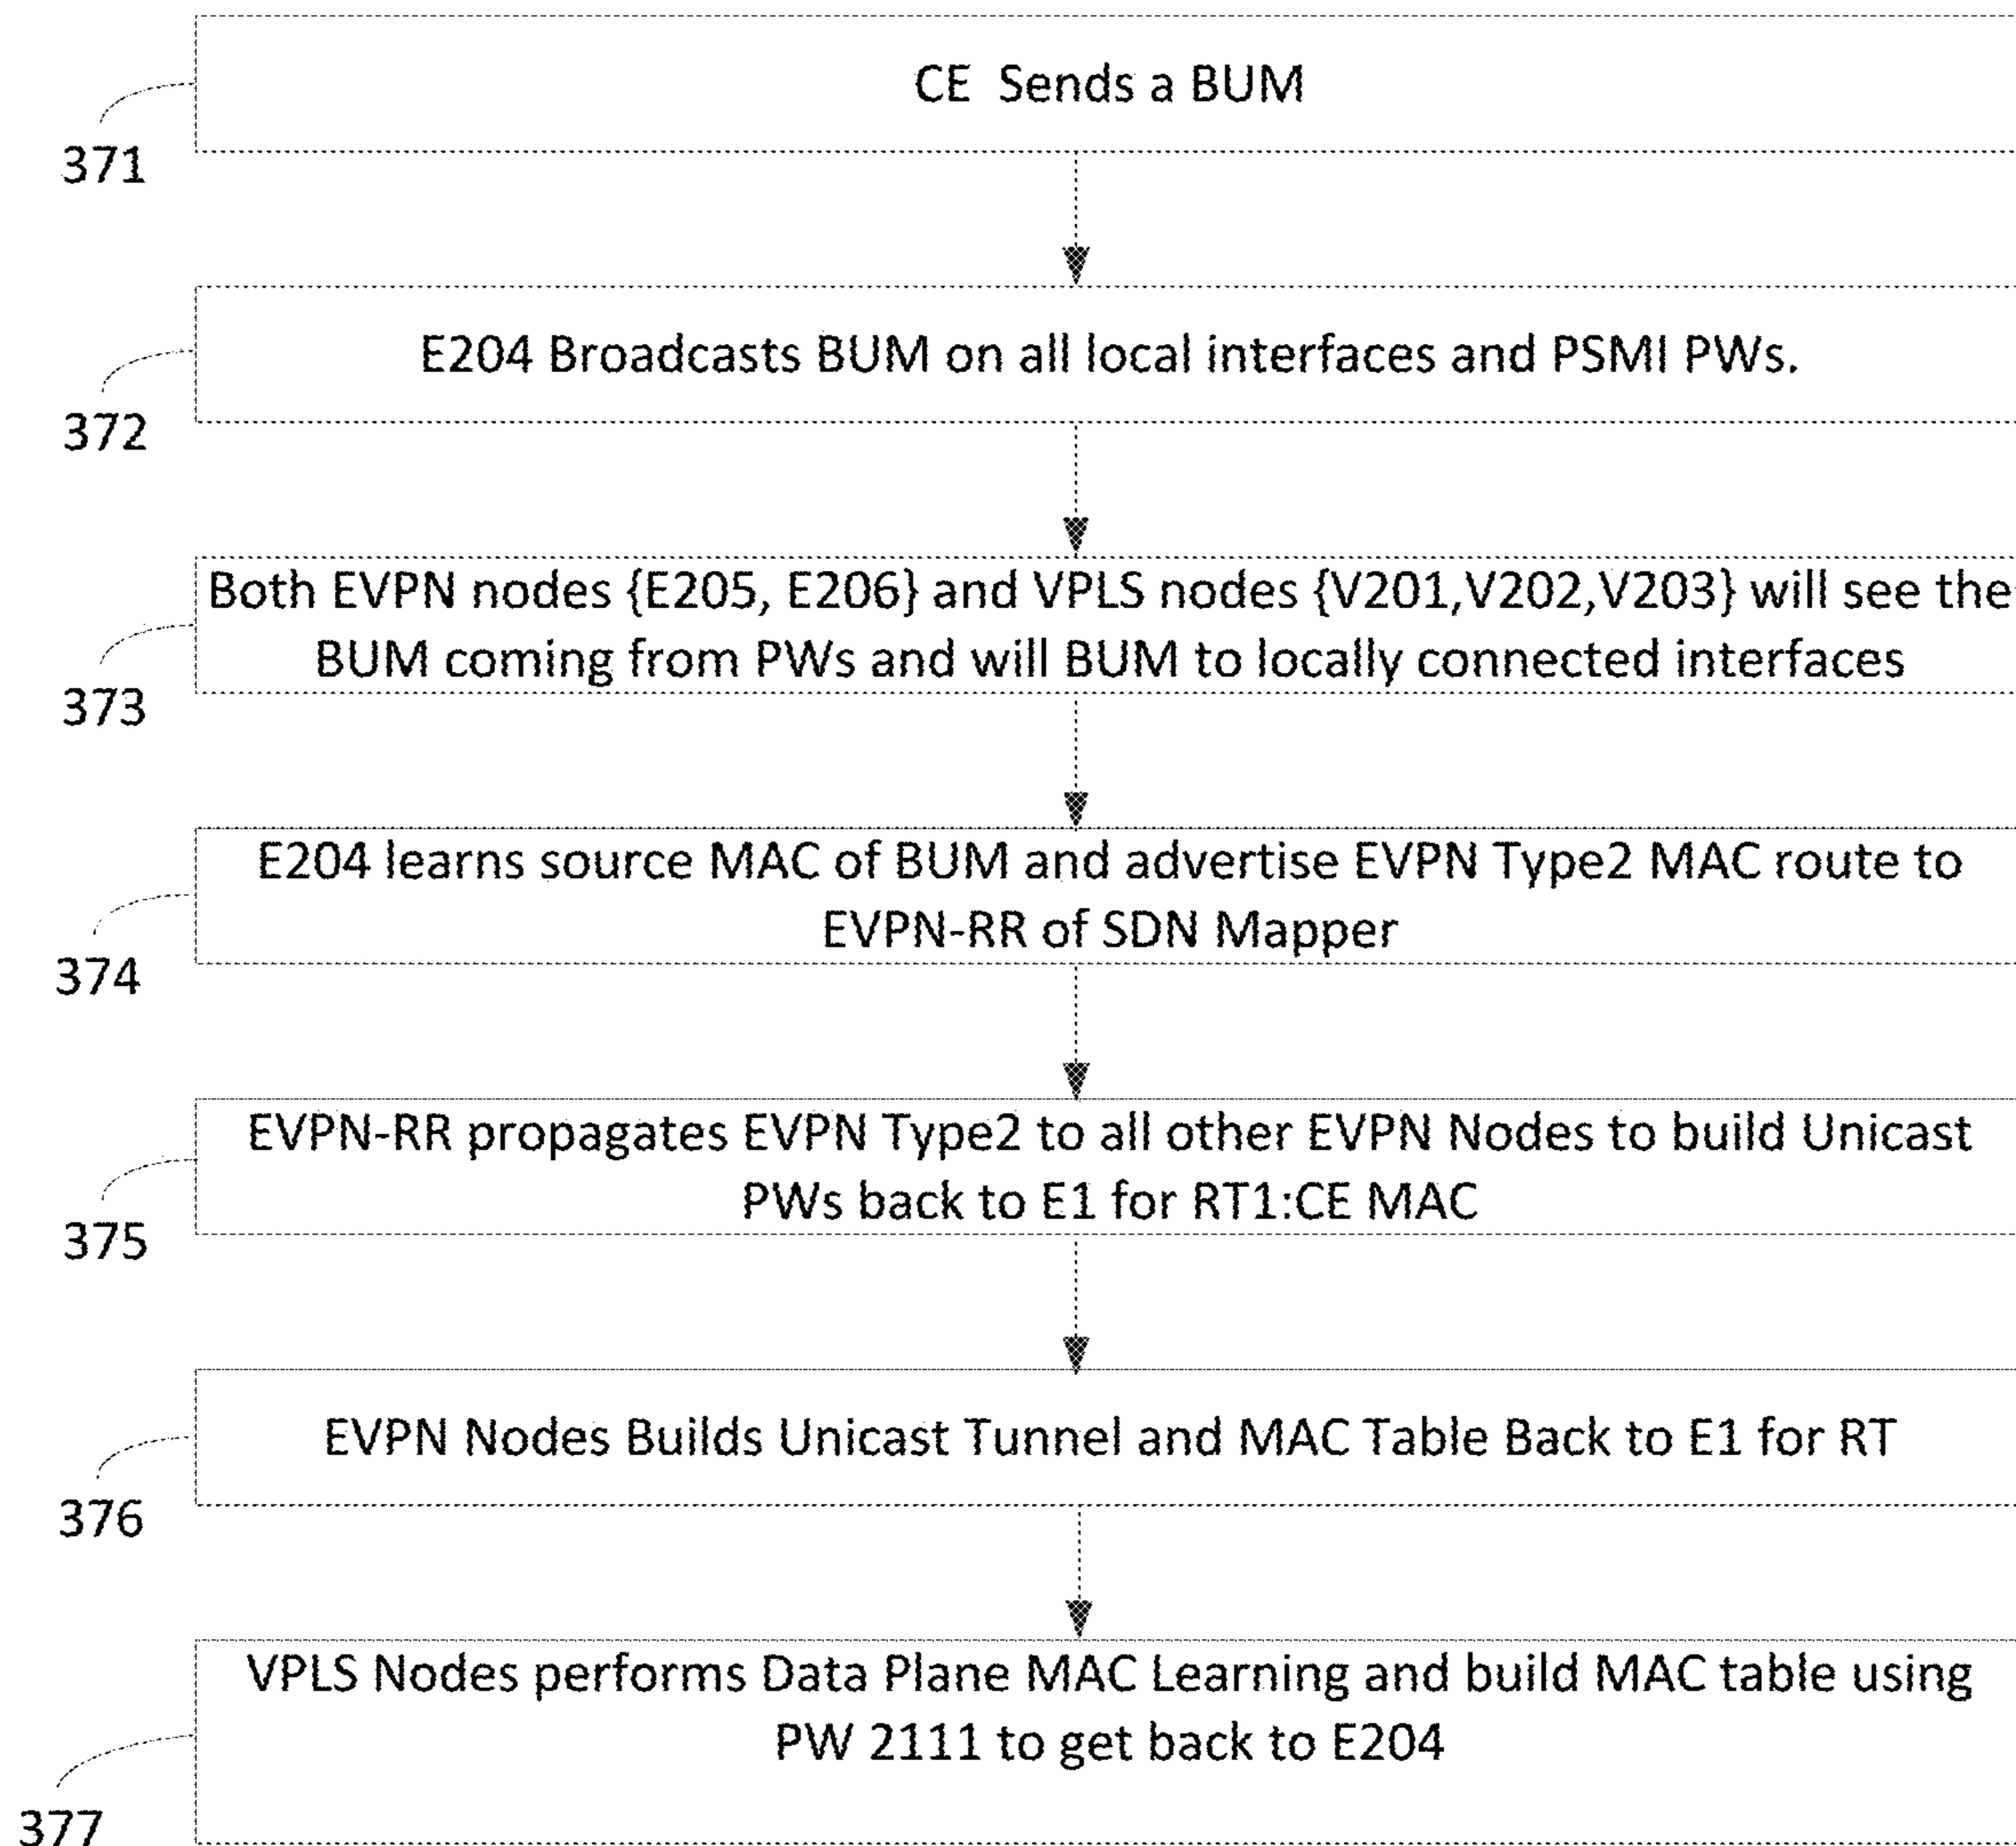 CE Sends a BUM
371
E204 Broadcasts BUM on all local interfaces and PSMI PWs.
372
Both EVPN nodes {E205, E206} and VPLS nodes {V201,V202,V203} will see the
BUM coming from PWs and will BUM to locally connected interfaces
373
E204 learns source MAC of BUM and advertise EVPN Type2 MAC route to
EVPN-RR of SDN Mapper
374
EVPN-RR propagates EVPN Type2 to all other EVPN Nodes to build Unicast
PWs back to E1 for RT1:CE MAC
375
EVPN Nodes Builds Unicast Tunnel and MAC Table Back to E1 for RT
376
VPLS Nodes performs Data Plane MAC Learning and build MAC table using
PW 2111 to get back to E204
377